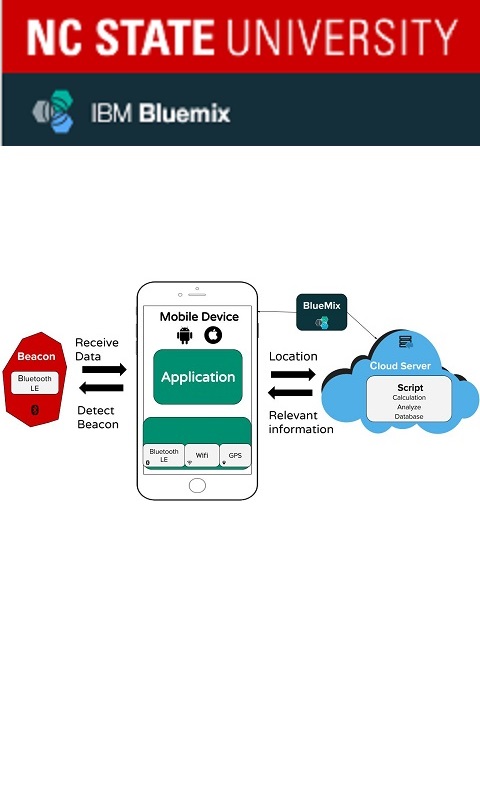 NC STATE UNIVERSITY
IBM Bluemix
BlueMix
Mobile Device
Receive
Data
Beacon
Bluetooth
LE
Detect
Beacon
Application
Bluetooth
LE
Wifi
GPS
Location
Relevant
information
Cloud Server
Script
Calculation
Analyze
Database